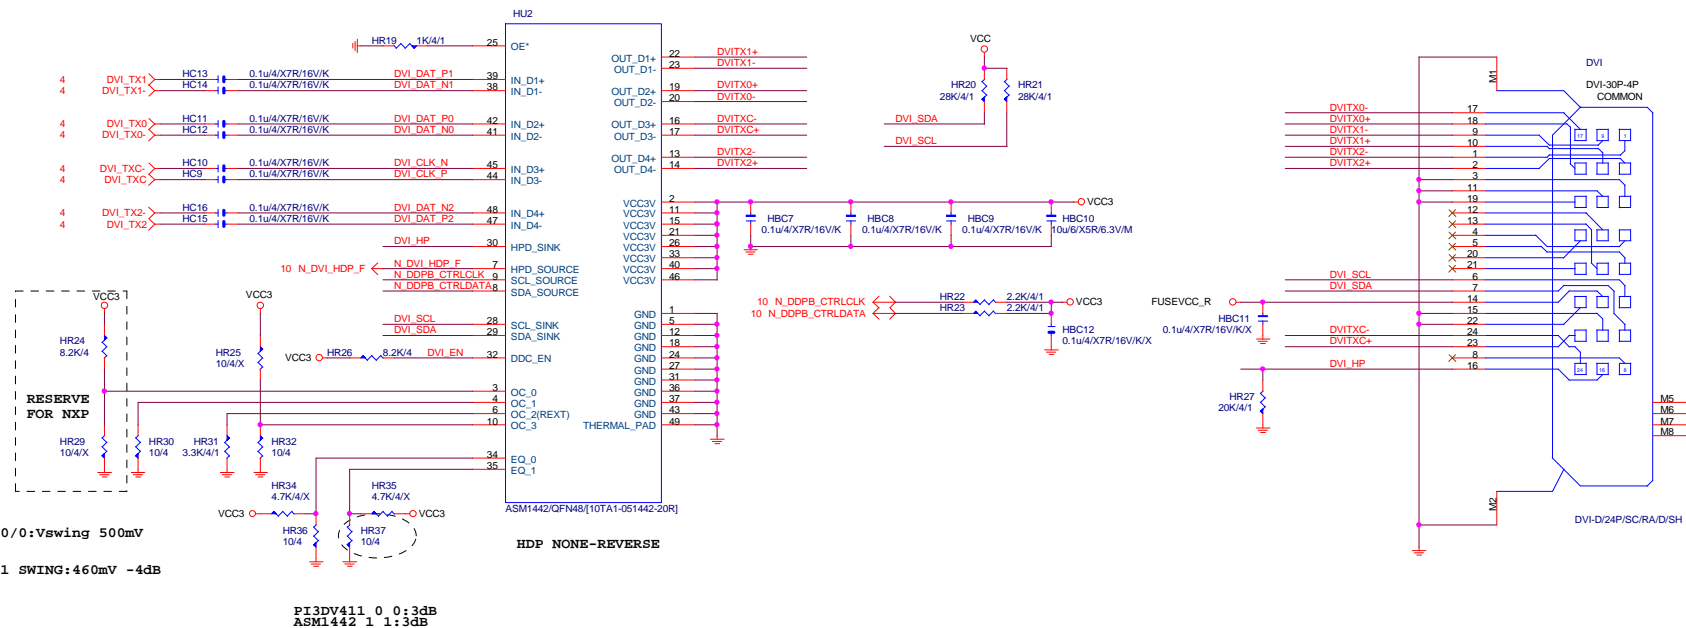 HU2
HR19 1K/4/1 25 OE*
4 DVI_TX1 HC13 0.1u/4/X7R/16V/K DVI_DAT_P1 39 IN_D1+
4 DVI_TX1- HC14 0.1u/4/X7R/16V/K DVI_DAT_N1 38 IN_D1-
4 DVI_TX0 HC11 0.1u/4/X7R/16V/K DVI_DAT_P0 42 IN_D2+
4 DVI_TX0- HC12 0.1u/4/X7R/16V/K DVI_DAT_N0 41 IN_D2-
4 DVI_TXC- HC10 0.1u/4/X7R/16V/K DVI_CLK_N 45 IN_D3+
4 DVI_TXC HC9 0.1u/4/X7R/16V/K DVI_CLK_P 44 IN_D3-
4 DVI_TX2- HC16 0.1u/4/X7R/16V/K DVI_DAT_N2 48 IN_D4+
4 DVI_TX2 HC15 0.1u/4/X7R/16V/K DVI_DAT_P2 47 IN_D4-
DVI_HP 30 HPD_SINK
10 N_DVI_HDP_F N_DVI_HDP_F 7 HPD_SOURCE
N_DDPB_CTRLCLK 9 SCL_SOURCE
N_DDPB_CTRLDATA 8 SDA_SOURCE
DVI_SCL 28 SCL_SINK
DVI_SDA 29 SDA_SINK
VCC3 HR26 8.2K/4 DVI_EN 32 DDC_EN
3 OC_0
4 OC_1
6 OC_2(REXT)
10 OC_3
34 EQ_0
35 EQ_1
VCC3
HR24
8.2K/4
RESERVE
FOR NXP
HR29
10/4/X
VCC3
HR25
10/4/X
HR30
10/4
HR31
3.3K/4/1
HR32
10/4
HR34
4.7K/4/X
VCC3
HR35
4.7K/4/X
VCC3
HR36
10/4
HR37
10/4
0/0:Vswing 500mV
1 SWING:460mV -4dB
PI3DV411 0 0:3dB
ASM1442 1 1:3dB
OUT_D1+ 22 DVITX1+
OUT_D1- 23 DVITX1-
OUT_D2+ 19 DVITX0+
OUT_D2- 20 DVITX0-
OUT_D3+ 16 DVITXC-
OUT_D3- 17 DVITXC+
OUT_D4+ 13 DVITX2-
OUT_D4- 14 DVITX2+
VCC3V 2
VCC3V 11
VCC3V 15
VCC3V 21
VCC3V 26
VCC3V 33
VCC3V 40
VCC3V 46
GND 1
GND 5
GND 12
GND 18
GND 24
GND 27
GND 31
GND 36
GND 37
GND 43
THERMAL_PAD 49
ASM1442/QFN48/[10TA1-051442-20R]
HDP NONE-REVERSE
VCC
HR20
28K/4/1
HR21
28K/4/1
DVI_SDA
DVI_SCL
VCC3
HBC7
0.1u/4/X7R/16V/K
HBC8
0.1u/4/X7R/16V/K
HBC9
0.1u/4/X7R/16V/K
HBC10
10u/6/X5R/6.3V/M
10 N_DDPB_CTRLCLK HR22 2.2K/4/1 VCC3
10 N_DDPB_CTRLDATA HR23 2.2K/4/1
HBC12
0.1u/4/X7R/16V/K/X
DVI
DVI-30P-4P
COMMON
M1
DVITX0- 17
DVITX0+ 18
DVITX1- 9
DVITX1+ 10
DVITX2- 1
DVITX2+ 2
3
11
19
12
13
4
5
20
21
DVI_SCL 6
DVI_SDA 7
FUSEVCC_R 14
15
22
DVITXC- 24
DVITXC+ 23
8
DVI_HP 16
HBC11
0.1u/4/X7R/16V/K/X
HR27
20K/4/1
17 9 1
24 16 8
M5
M6
M7
M8
M2
DVI-D/24P/SC/RA/D/SH